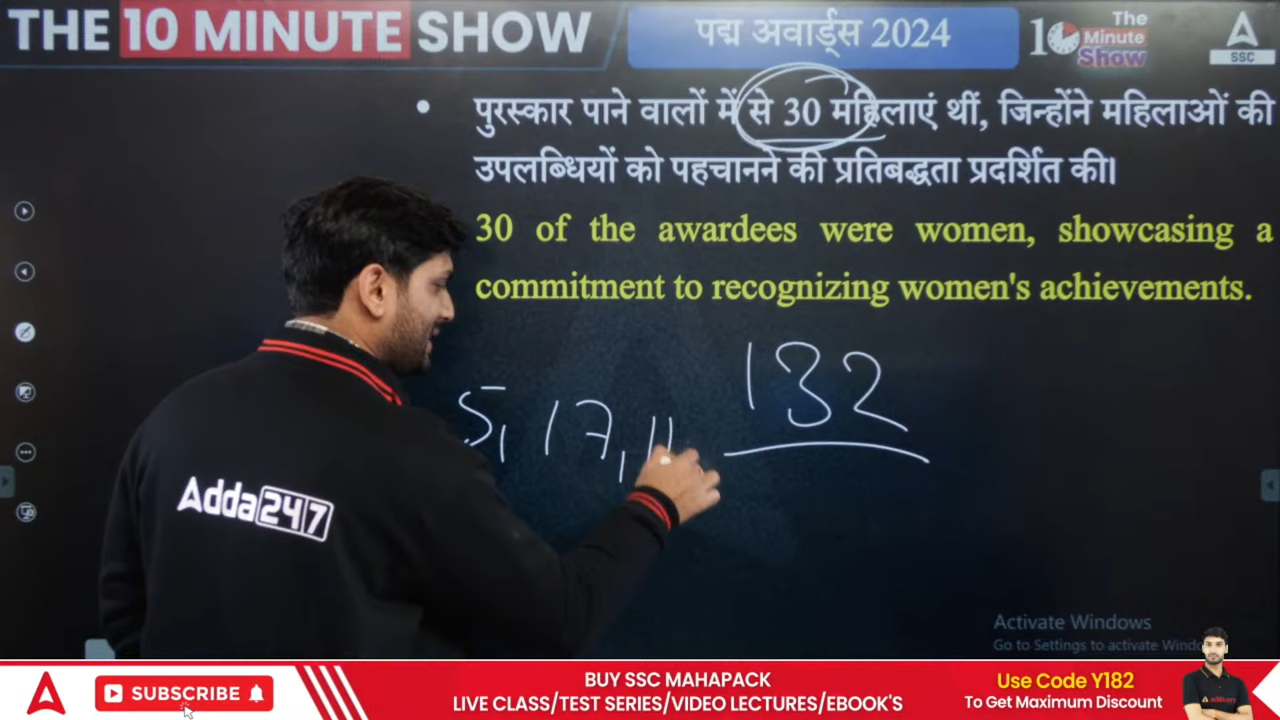 THE 10 MINUTE SHOW
पद्म अवार्ड्स 2024
The
10 Minute
Show
SSC
• पुरस्कार पाने वालों में से 30 महिलाएं थीं, जिन्होंने महिलाओं की
उपलब्धियों को पहचानने की प्रतिबद्धता प्रदर्शित की।
30 of the awardees were women, showcasing a
commitment to recognizing women's achievements.
132
5, 17, 11
Adda247
Activate Windows
Go to Settings to activate
SUBSCRIBE
BUY SSC MAHAPACK
LIVE CLASS/TEST SERIES/VIDEO LECTURES/EBOOK'S
Use Code Y182
To Get Maximum Discount